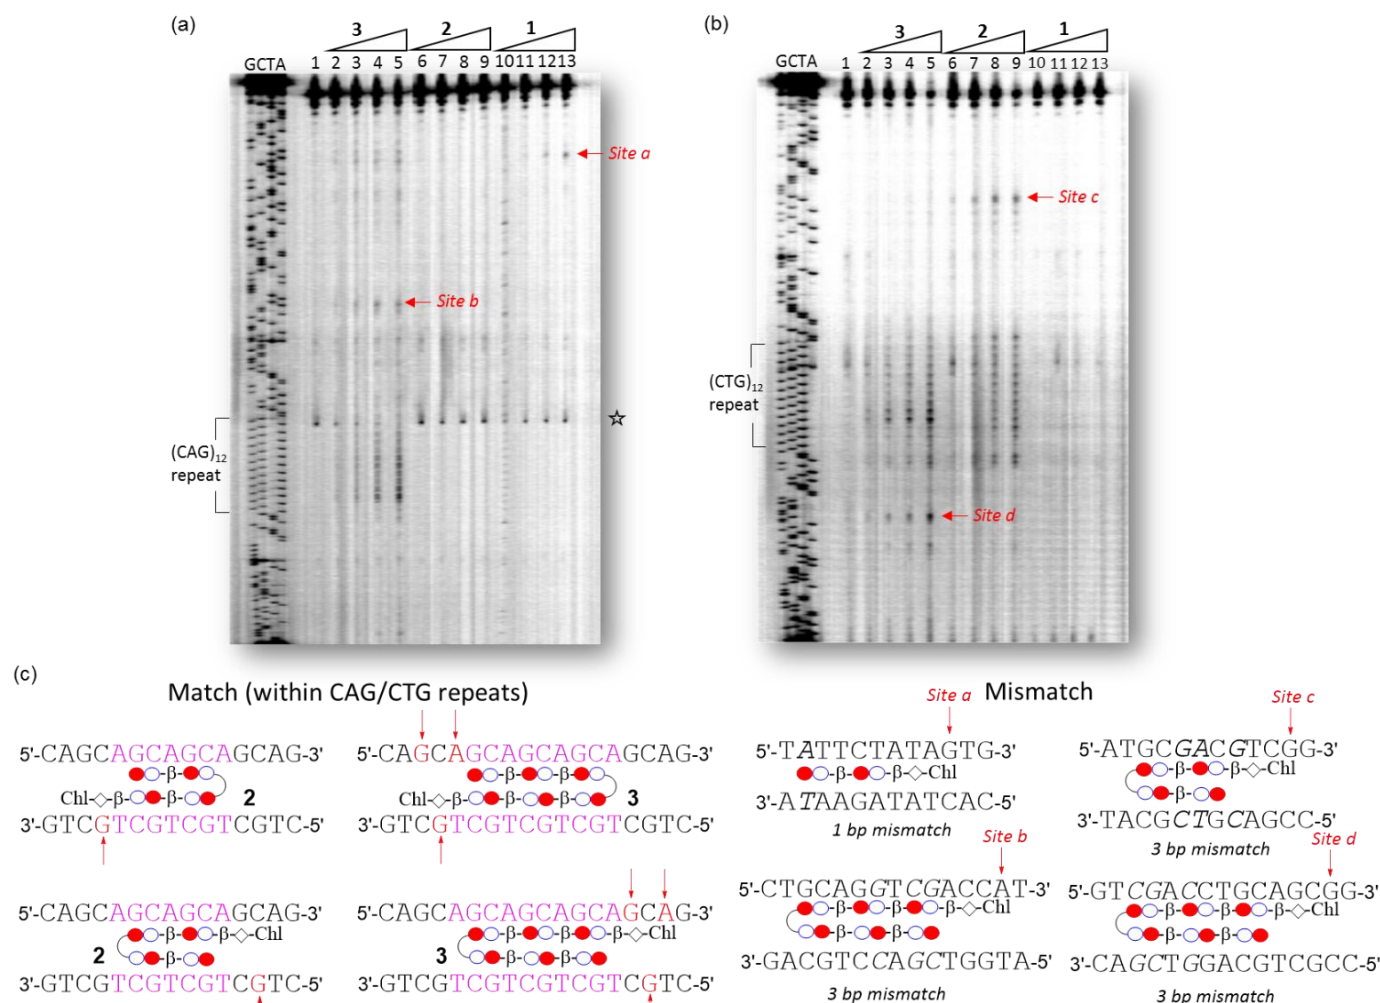 (a)
3 2 1
GCTA 1 2 3 4 5 6 7 8 9 10 11 12 13
Site a
Site b
(CAG)12
repeat
☆
(b)
3 2 1
GCTA 1 2 3 4 5 6 7 8 9 10 11 12 13
Site c
(CTG)12
repeat
Site d
(c)
Match (within CAG/CTG repeats)
5'-CAGCAGCAGCAGCAG-3'
β
Chl β β 2
3'-GTCGTCGTCGTCGTC-5'
5'-CAGCAGCAGCAGCAGCAG-3'
β β
Chl β β β 3
3'-GTCGTCGTCGTCGTCGTC-5'
5'-CAGCAGCAGCAGCAG-3'
β β Chl
2 β
3'-GTCGTCGTCGTCGTC-5'
5'-CAGCAGCAGCAGCAGCAG-3'
β β β Chl
3 β β
3'-GTCGTCGTCGTCGTCGTC-5'
Mismatch
Site a
5'-TATTCTATAGTG-3'
β β Chl
3'-ATAAGATATCAC-5'
1 bp mismatch
Site c
5'-ATGCGACGTCGG-3'
β β Chl
β
3'-TACGCTGCAGCC-5'
3 bp mismatch
Site b
5'-CTGCAGGTCGACCAT-3'
β β β Chl
β β
3'-GACGTCCAGCTGGTA-5'
3 bp mismatch
Site d
5'-GTCGACCTGCAGCGG-3'
β β β Chl
β β
3'-CAGCTGGACGTCGCC-5'
3 bp mismatch